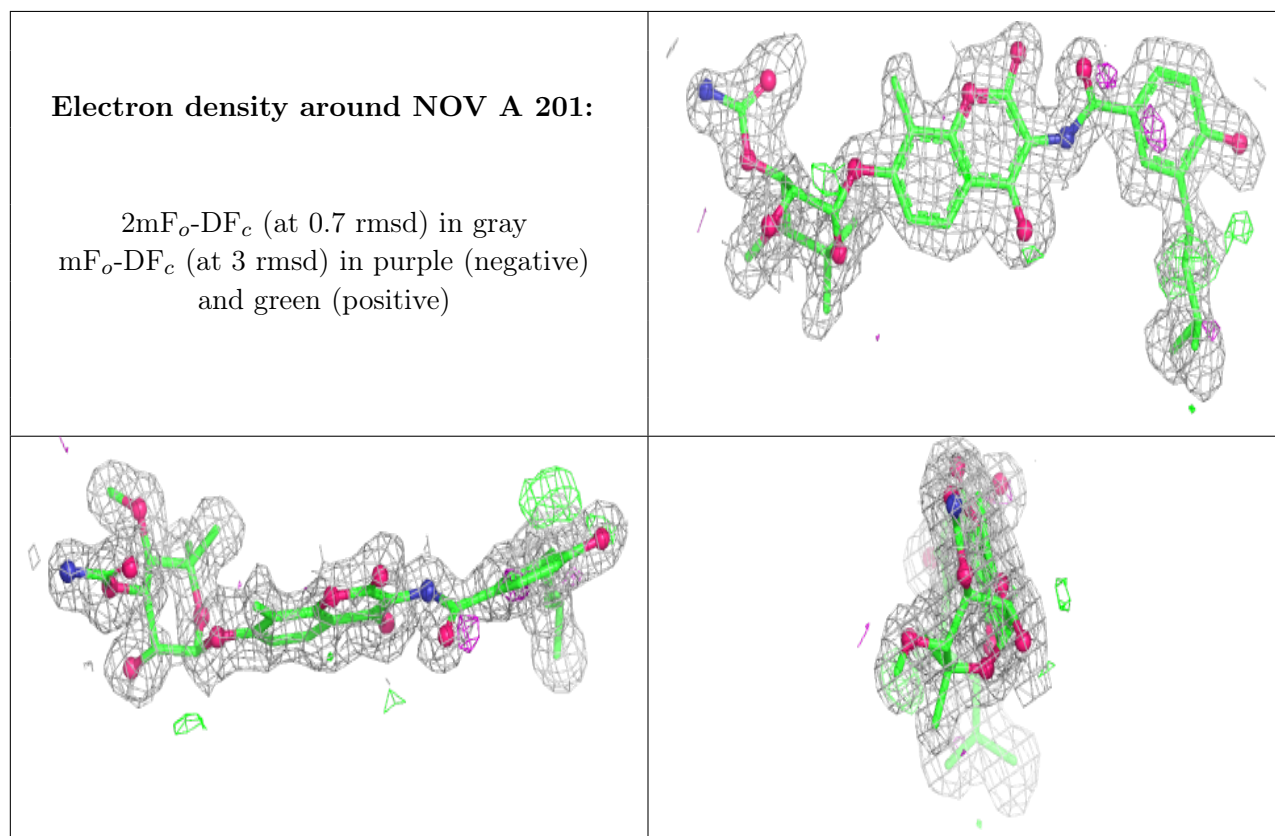 Electron density around NOV A 201:
2mFo-DFc (at 0.7 rmsd) in gray
mFo-DFc (at 3 rmsd) in purple (negative)
and green (positive)